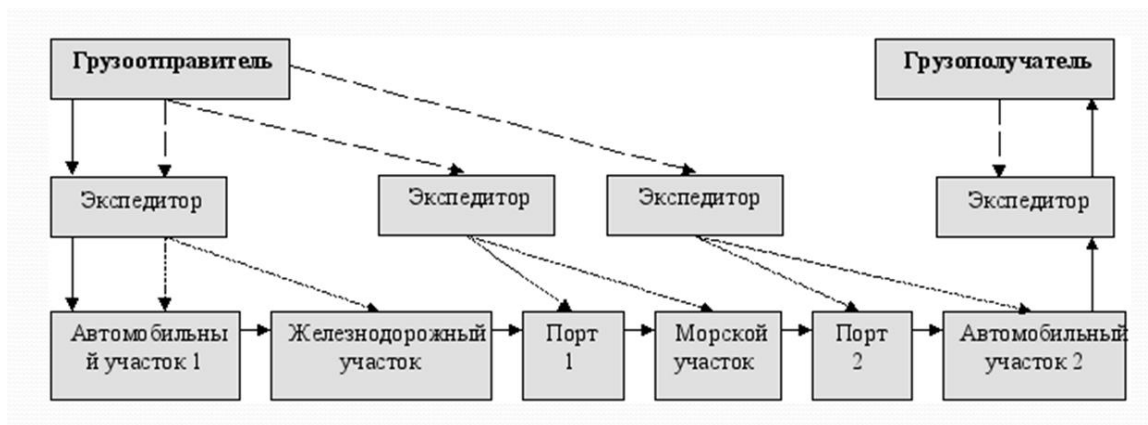 Грузоотправитель
Грузополучатель
Экспедитор
Экспедитор
Экспедитор
Экспедитор
Автомобильны
й участок 1
Железнодорожный
участок
Порт
1
Морской
участок
Порт
2
Автомобильный
участок 2